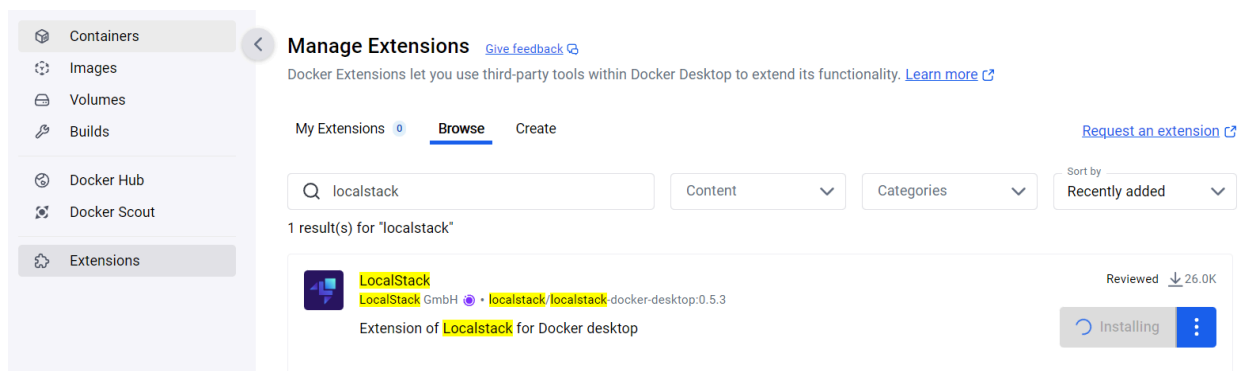 Containers
Images
Volumes
Builds
Docker Hub
Docker Scout
Extensions
Manage Extensions Give feedback
Docker Extensions let you use third-party tools within Docker Desktop to extend its functionality. Learn more
My Extensions 0 Browse Create Request an extension
localstack Content Categories Sort by Recently added
1 result(s) for "localstack"
LocalStack Reviewed 26.0K
LocalStack GmbH • localstack/localstack-docker-desktop:0.5.3
Extension of Localstack for Docker desktop Installing